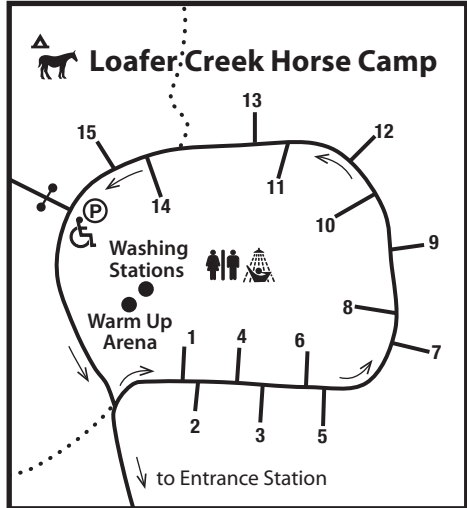 Loafer Creek Horse Camp
13
15
12
11
14
P
10
9
Washing
Stations
8
Warm Up
Arena
1
4
6
7
2
3
5
to Entrance Station